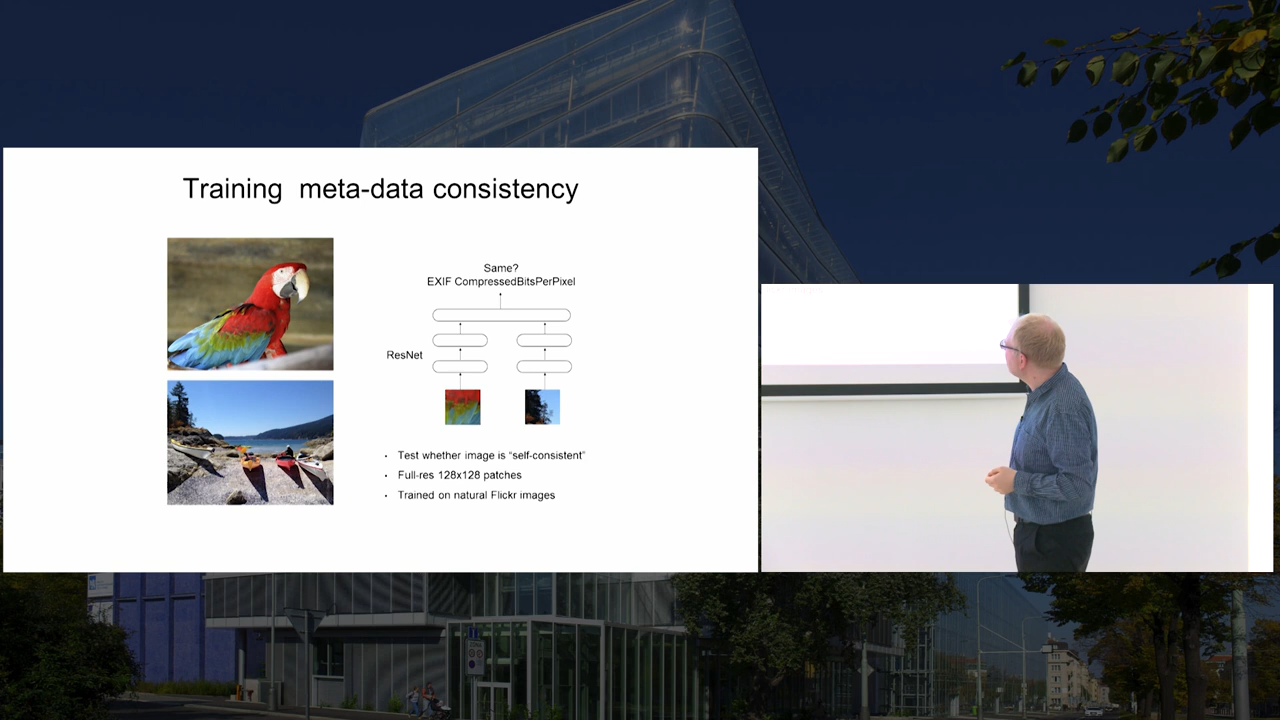 Training meta-data consistency
Same?
EXIF CompressedBitsPerPixel
ResNet
· Test whether image is “self-consistent”
· Full-res 128x128 patches
· Trained on natural Flickr images